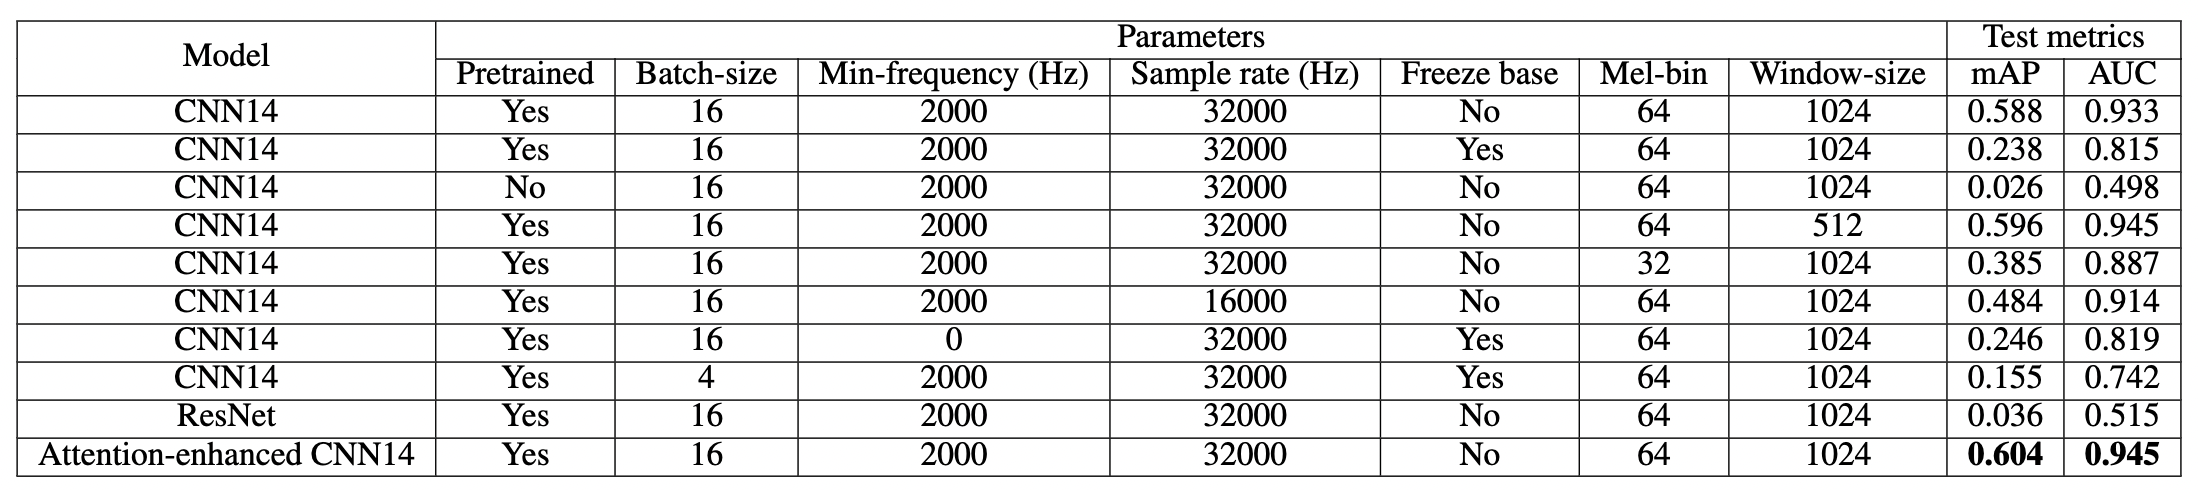 Model Parameters Test metrics
Pretrained Batch-size Min-frequency (Hz) Sample rate (Hz) Freeze base Mel-bin Window-size mAP AUC
CNN14 Yes 16 2000 32000 No 64 1024 0.588 0.933
CNN14 Yes 16 2000 32000 Yes 64 1024 0.238 0.815
CNN14 No 16 2000 32000 No 64 1024 0.026 0.498
CNN14 Yes 16 2000 32000 No 64 512 0.596 0.945
CNN14 Yes 16 2000 32000 No 32 1024 0.385 0.887
CNN14 Yes 16 2000 16000 No 64 1024 0.484 0.914
CNN14 Yes 16 0 32000 Yes 64 1024 0.246 0.819
CNN14 Yes 4 2000 32000 Yes 64 1024 0.155 0.742
ResNet Yes 16 2000 32000 No 64 1024 0.036 0.515
Attention-enhanced CNN14 Yes 16 2000 32000 No 64 1024 0.604 0.945